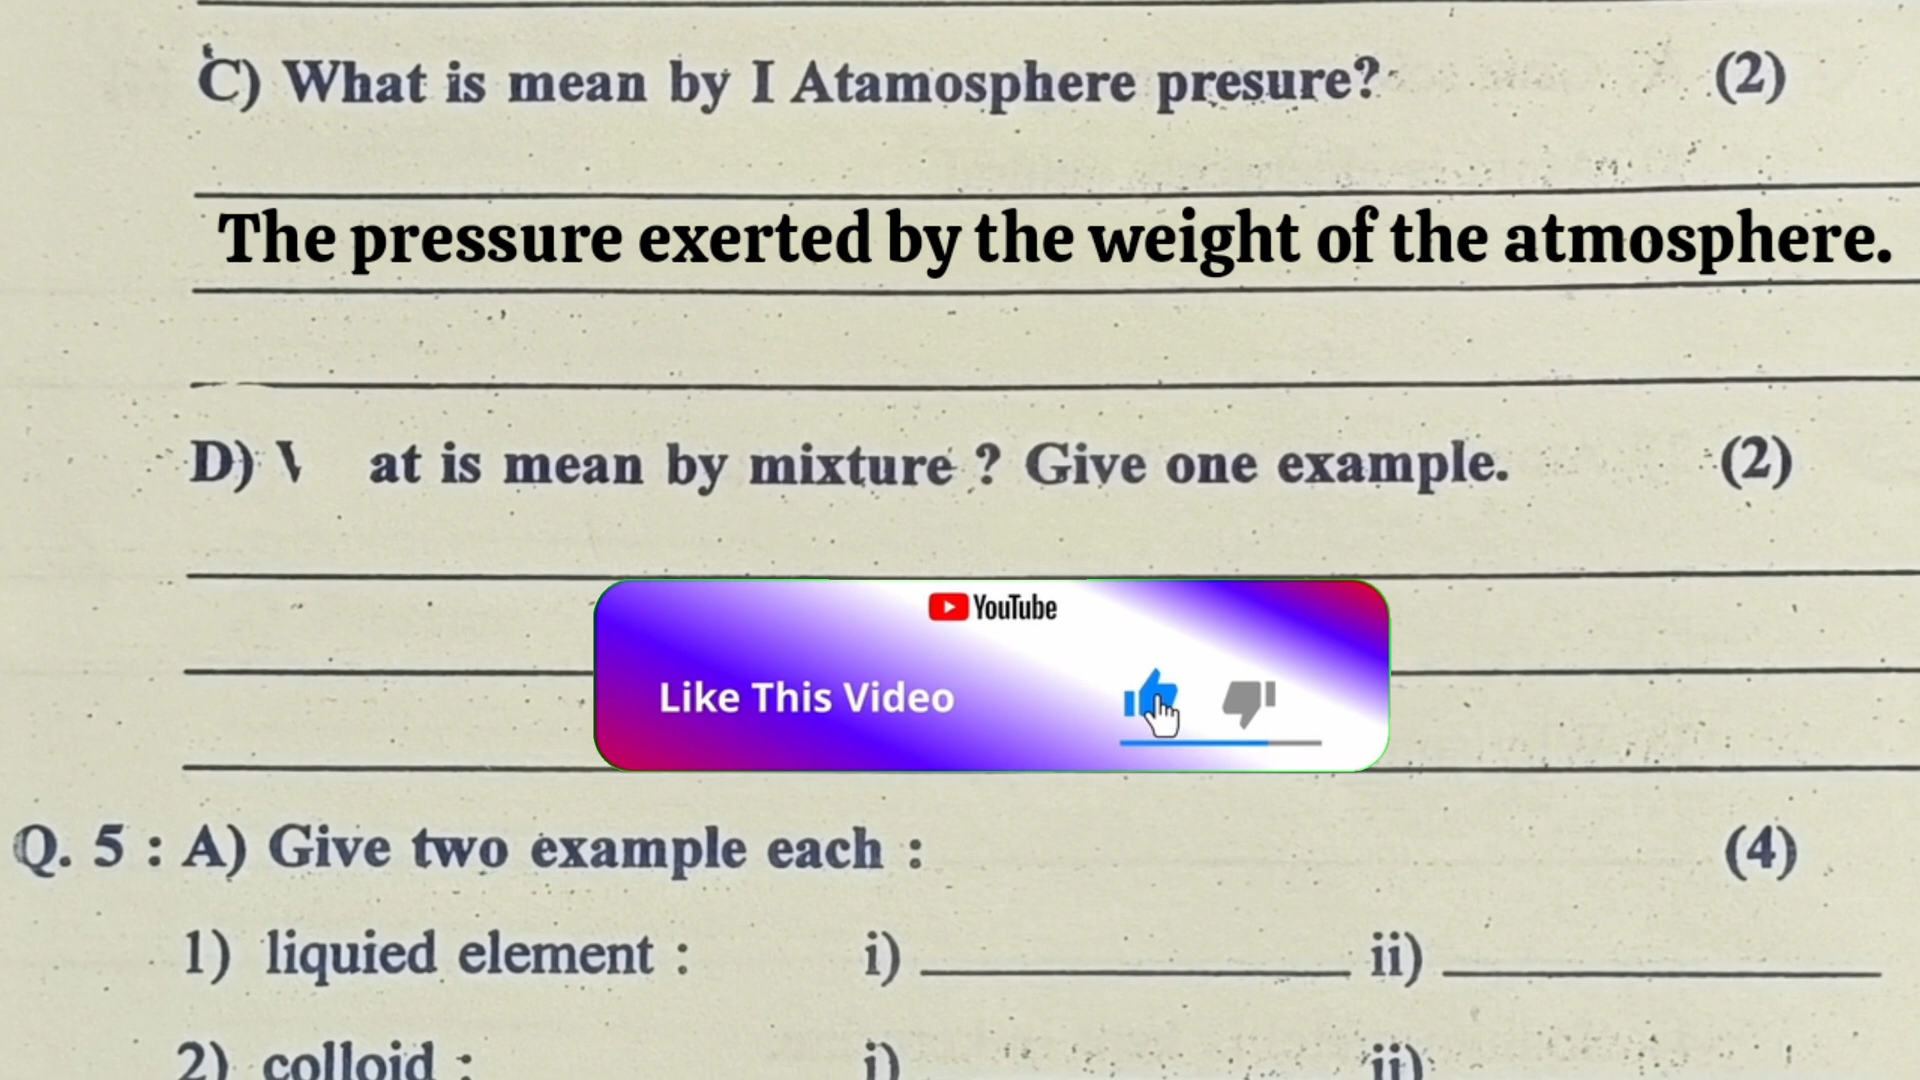 C) What is mean by I Atamosphere presure? (2)
The pressure exerted by the weight of the atmosphere.
D) at is mean by mixture ? Give one example. (2)
YouTube
Like This Video
Q. 5 : A) Give two example each : (4)
1) liquied element : i) ii)
2) colloid : i) ii)